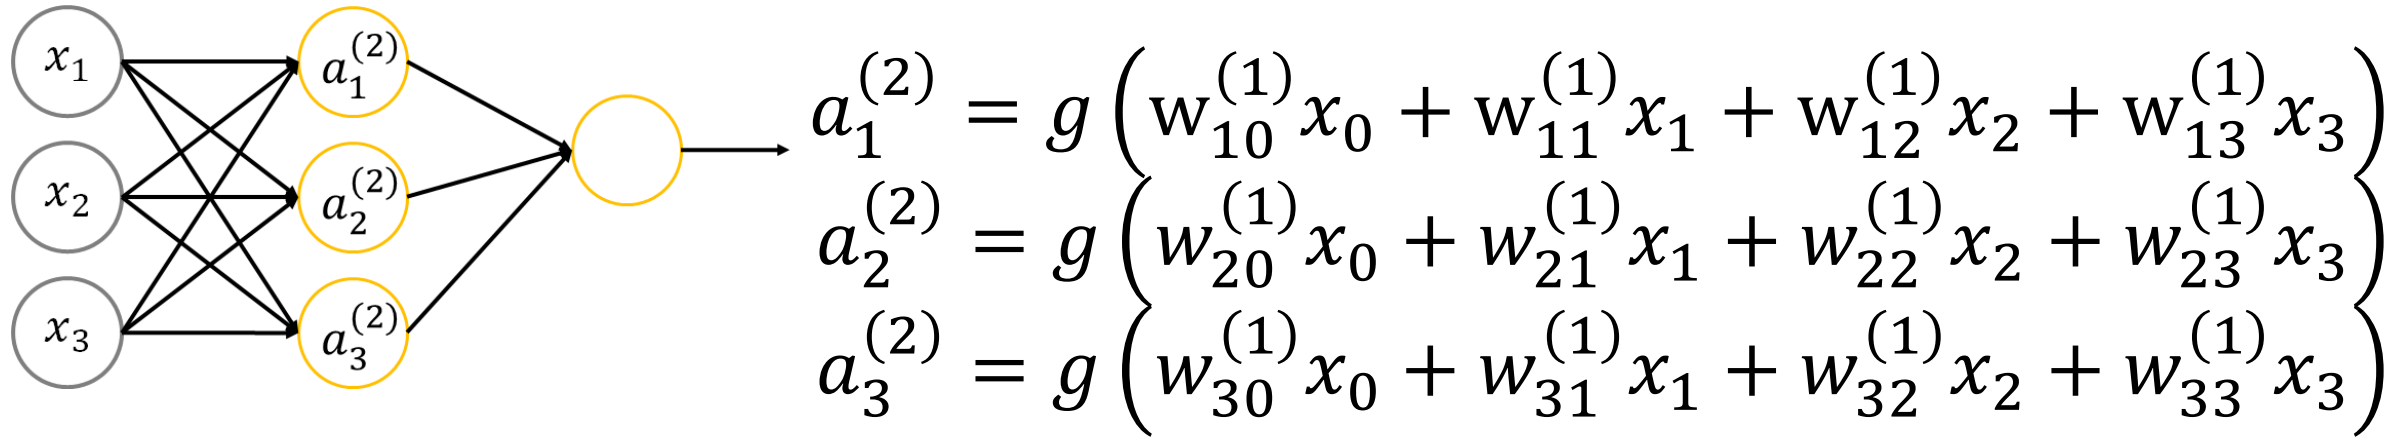 x₁
x₂
x₃
a₁⁽²⁾
a₂⁽²⁾
a₃⁽²⁾
a₁⁽²⁾ = g(w₁₀⁽¹⁾x₀ + w₁₁⁽¹⁾x₁ + w₁₂⁽¹⁾x₂ + w₁₃⁽¹⁾x₃)
a₂⁽²⁾ = g(w₂₀⁽¹⁾x₀ + w₂₁⁽¹⁾x₁ + w₂₂⁽¹⁾x₂ + w₂₃⁽¹⁾x₃)
a₃⁽²⁾ = g(w₃₀⁽¹⁾x₀ + w₃₁⁽¹⁾x₁ + w₃₂⁽¹⁾x₂ + w₃₃⁽¹⁾x₃)